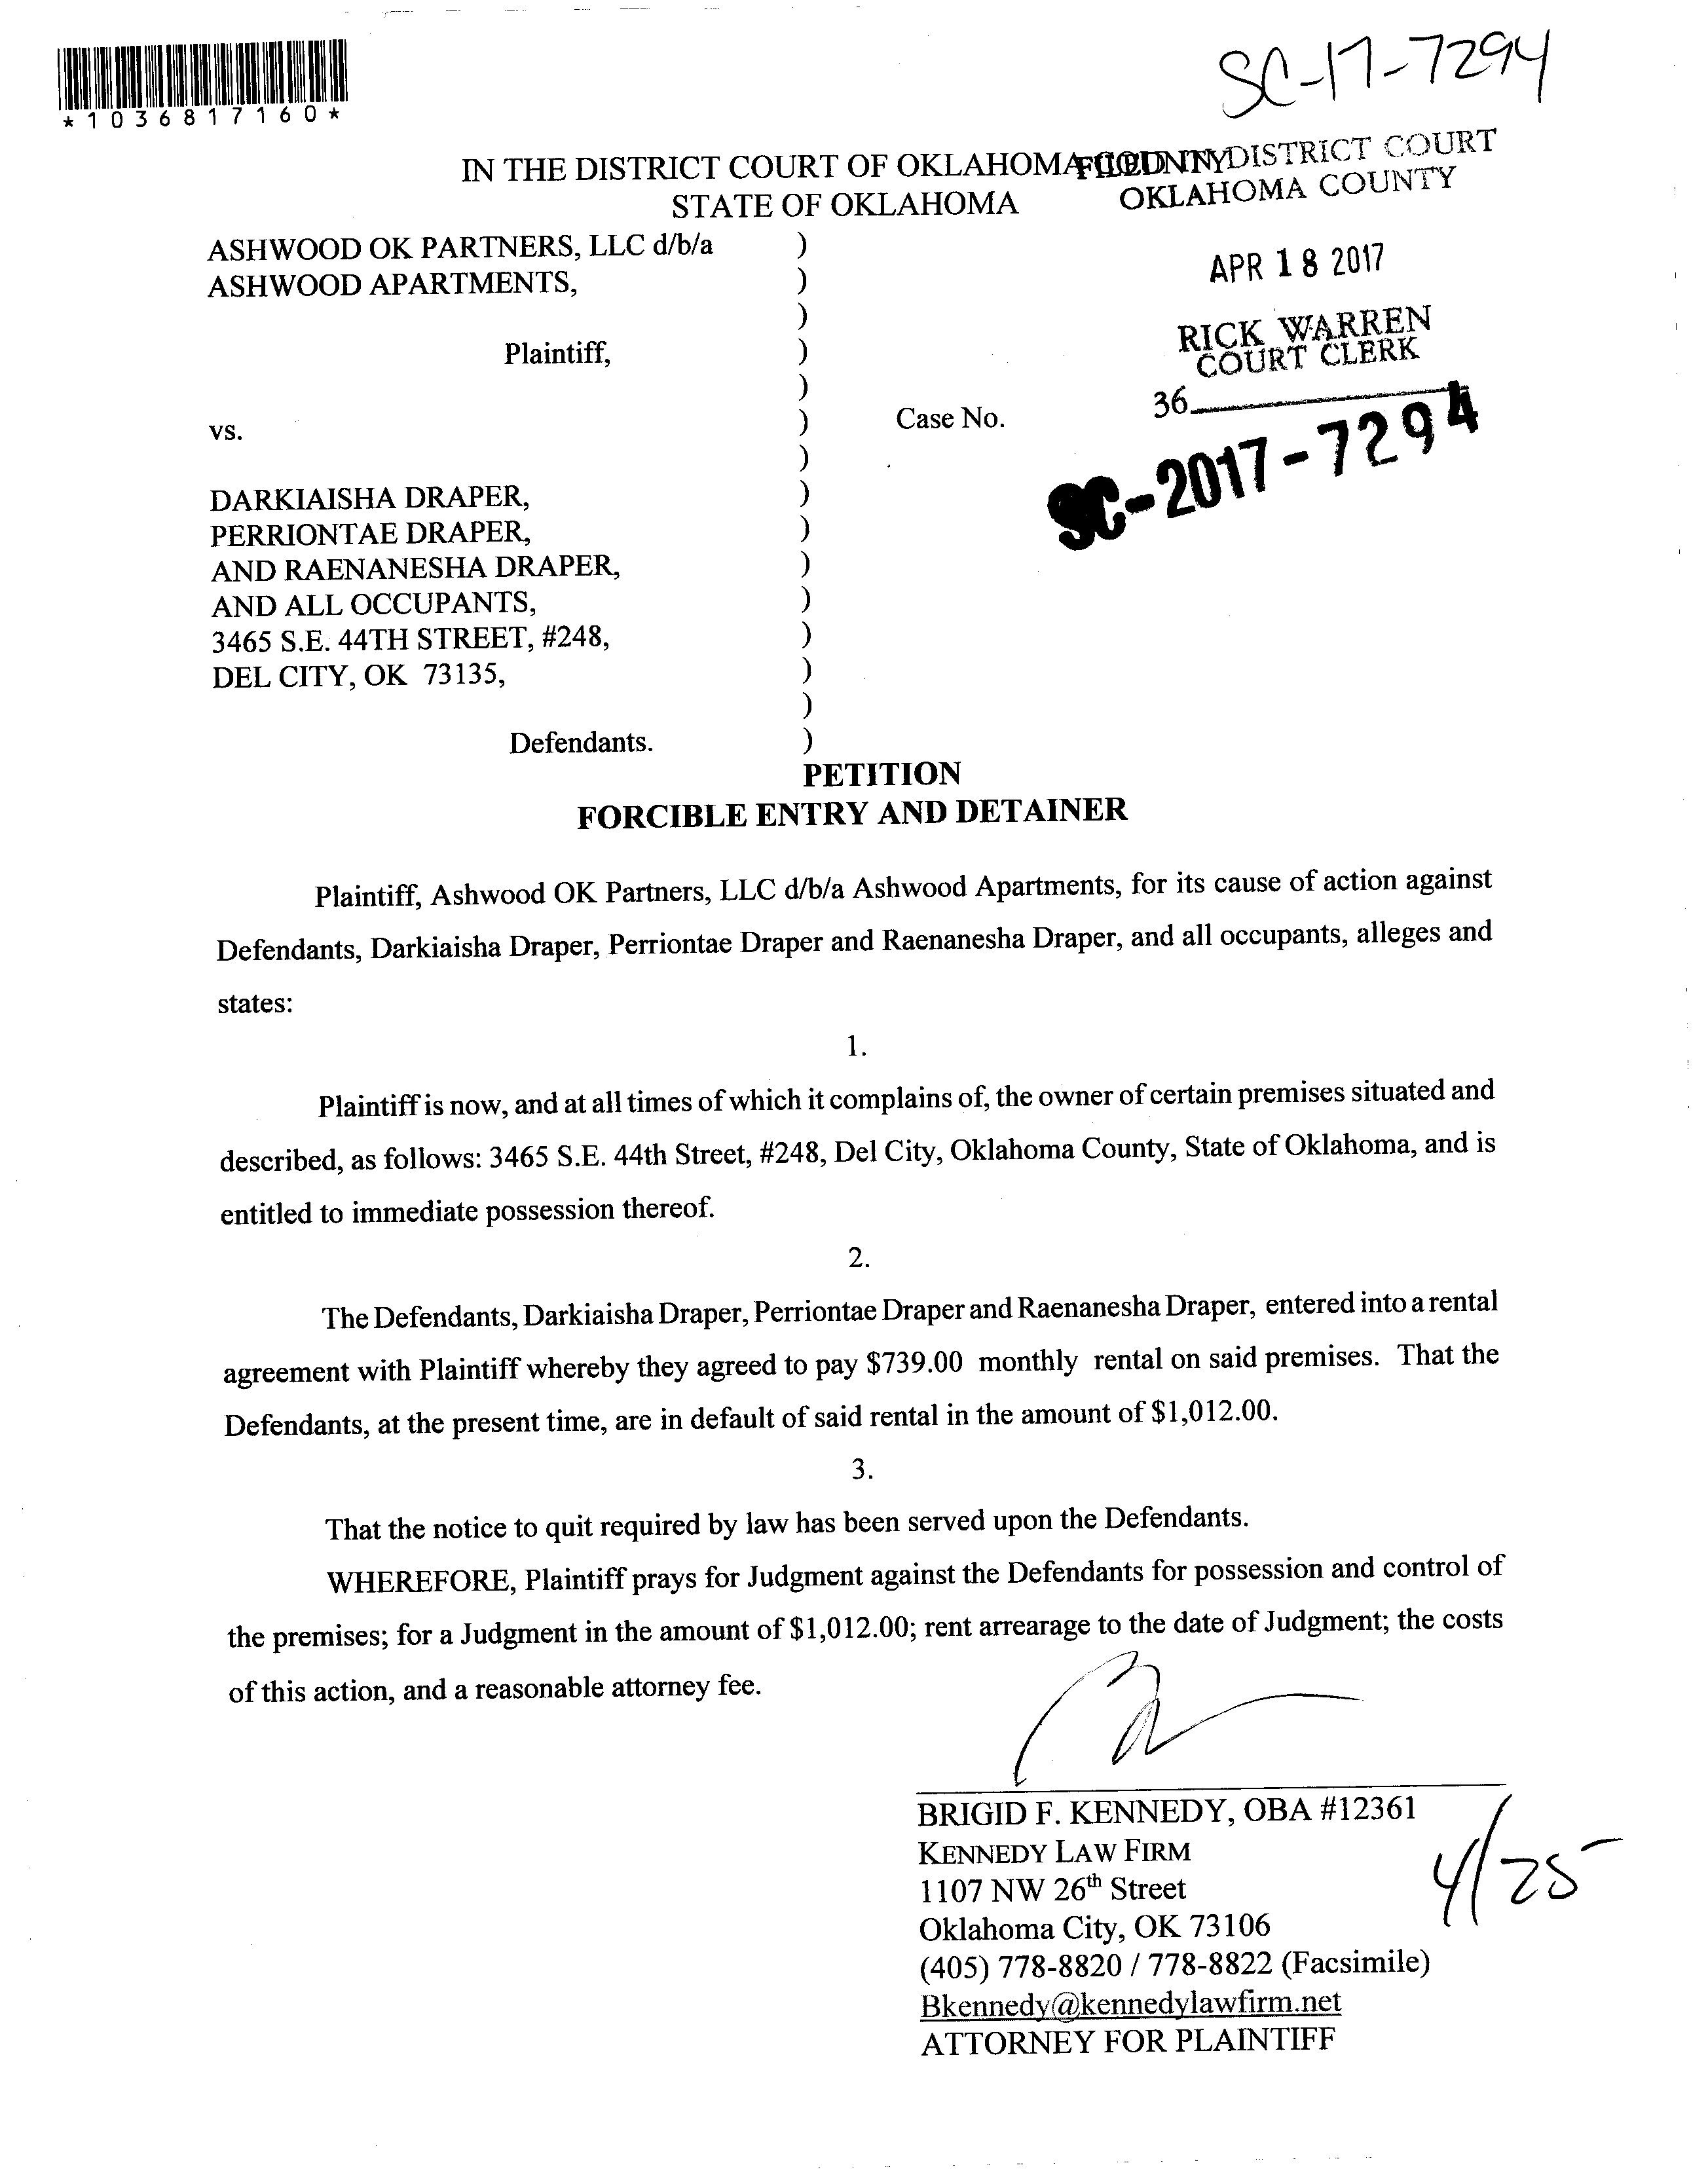 SC-17-7294
*1036817160*
IN THE DISTRICT COURT OF OKLAHOMA COUNTY
STATE OF OKLAHOMA
FILED IN DISTRICT COURT
OKLAHOMA COUNTY
APR 18 2017
RICK WARREN
COURT CLERK
36
ASHWOOD OK PARTNERS, LLC d/b/a )
ASHWOOD APARTMENTS, )
)
Plaintiff, )
)
vs. ) Case No. SC-2017-7294
)
DARKIAISHA DRAPER, )
PERRIONTAE DRAPER, )
AND RAENANESHA DRAPER, )
AND ALL OCCUPANTS, )
3465 S.E. 44TH STREET, #248, )
DEL CITY, OK 73135, )
)
Defendants. )
PETITION
FORCIBLE ENTRY AND DETAINER
Plaintiff, Ashwood OK Partners, LLC d/b/a Ashwood Apartments, for its cause of action against
Defendants, Darkiaisha Draper, Perriontae Draper and Raenanesha Draper, and all occupants, alleges and
states:
1.
Plaintiff is now, and at all times of which it complains of, the owner of certain premises situated and
described, as follows: 3465 S.E. 44th Street, #248, Del City, Oklahoma County, State of Oklahoma, and is
entitled to immediate possession thereof.
2.
The Defendants, Darkiaisha Draper, Perriontae Draper and Raenanesha Draper, entered into a rental
agreement with Plaintiff whereby they agreed to pay $739.00 monthly rental on said premises. That the
Defendants, at the present time, are in default of said rental in the amount of $1,012.00.
3.
That the notice to quit required by law has been served upon the Defendants.
WHEREFORE, Plaintiff prays for Judgment against the Defendants for possession and control of
the premises; for a Judgment in the amount of $1,012.00; rent arrearage to the date of Judgment; the costs
of this action, and a reasonable attorney fee.
BRIGID F. KENNEDY, OBA #12361
KENNEDY LAW FIRM
1107 NW 26th Street
Oklahoma City, OK 73106
(405) 778-8820 / 778-8822 (Facsimile)
Bkennedy@kennedylawfirm.net
ATTORNEY FOR PLAINTIFF
4/25